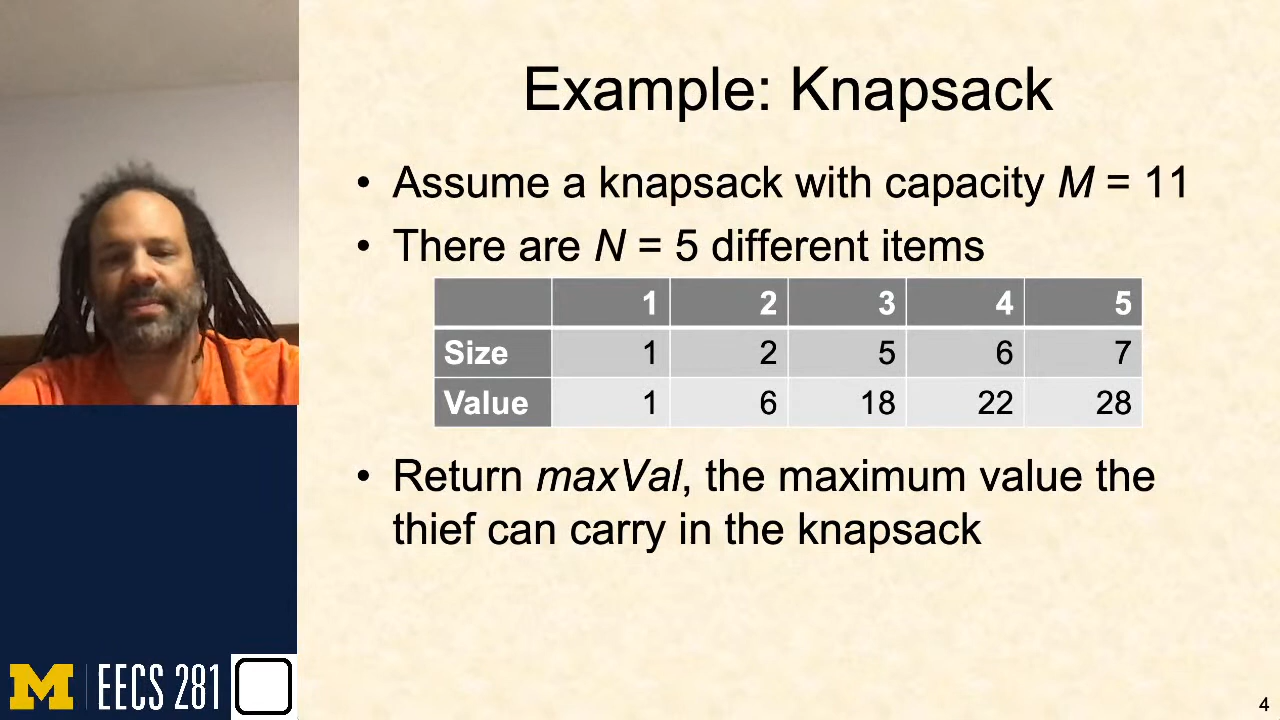 Example: Knapsack
• Assume a knapsack with capacity M = 11
• There are N = 5 different items
1 2 3 4 5
Size 1 2 5 6 7
Value 1 6 18 22 28
• Return maxVal, the maximum value the
thief can carry in the knapsack
M EECS 281
4